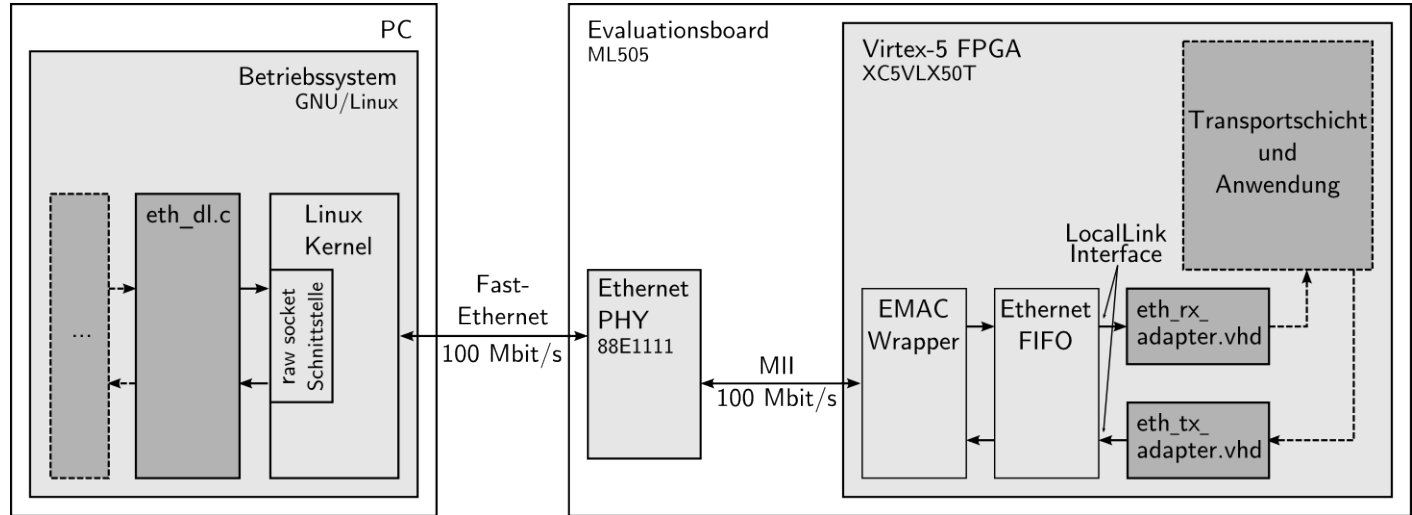 PC
Betriebssystem
GNU/Linux
...
eth_dl.c
Linux
Kernel
raw socket
Schnittstelle
Fast-
Ethernet
100 Mbit/s
Evaluationsboard
ML505
Ethernet
PHY
88E1111
MII
100 Mbit/s
Virtex-5 FPGA
XC5VLX50T
EMAC
Wrapper
Ethernet
FIFO
LocalLink
Interface
eth_rx_
adapter.vhd
eth_tx_
adapter.vhd
Transportschicht
und
Anwendung